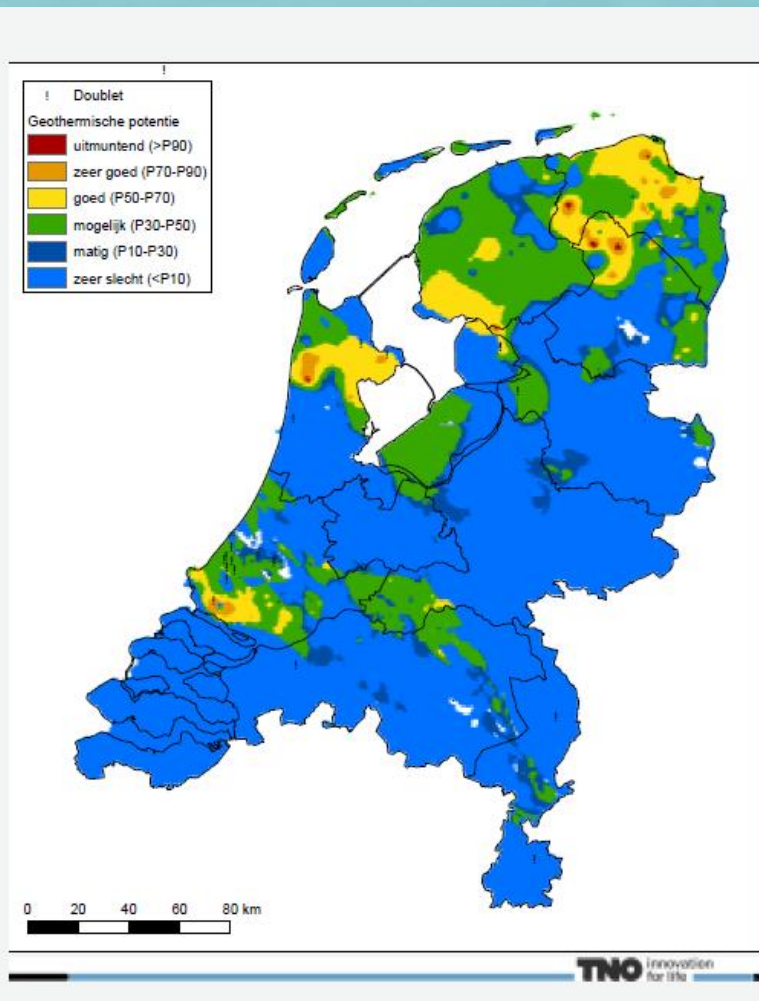 ! Doublet
Geothermische potentie
uitmuntend (>P90)
zeer goed (P70-P90)
goed (P50-P70)
mogelijk (P30-P50)
matig (P10-P30)
zeer slecht (<P10)
0 20 40 60 80 km
TNO innovation
for life